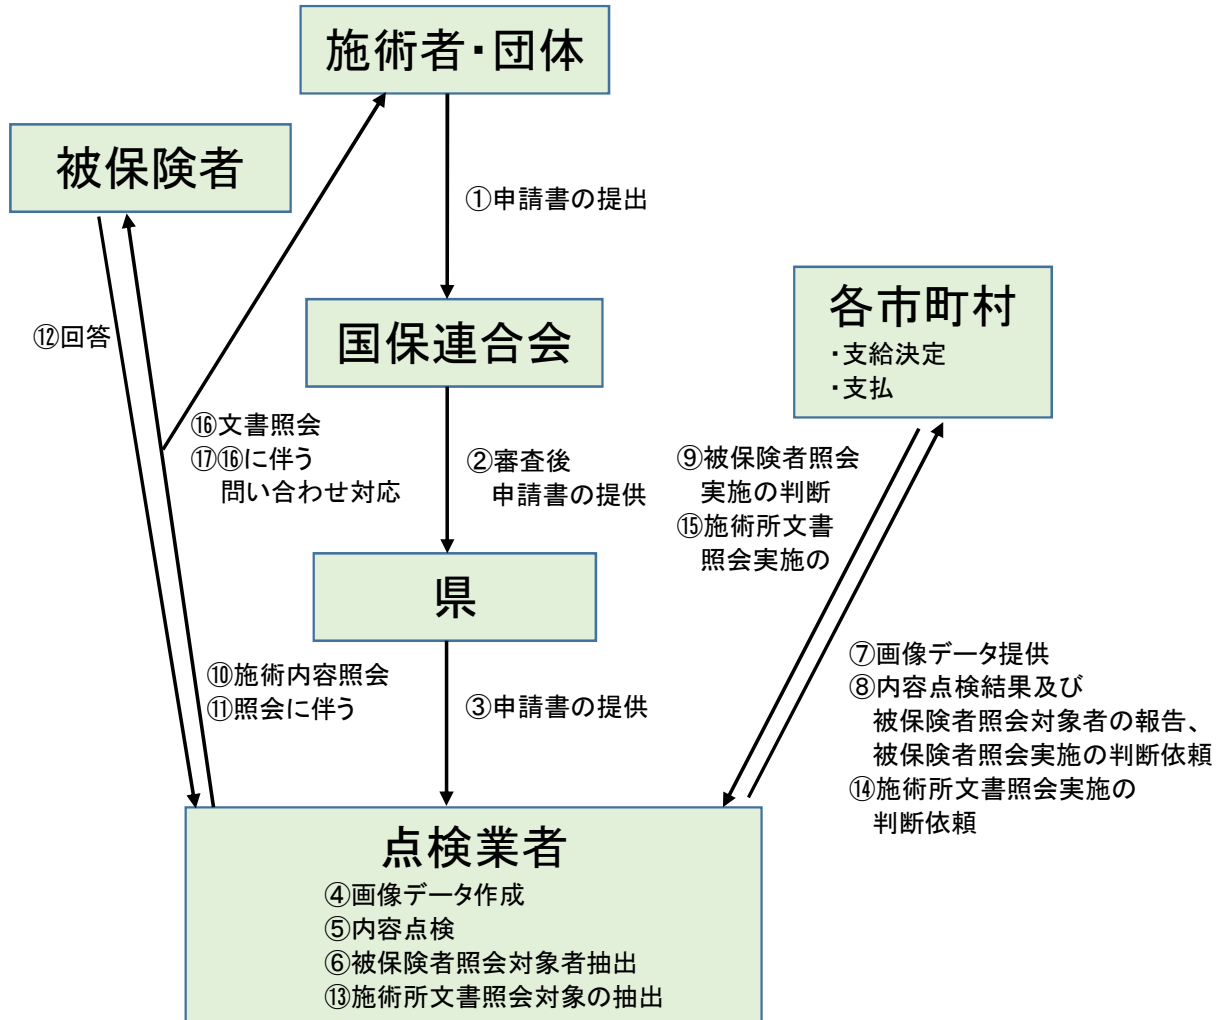 施術者・団体
被保険者
①申請書の提出
国保連合会
各市町村
・支給決定
・支払
⑫回答
⑯文書照会
⑰⑯に伴う
問い合わせ対応
②審査後
申請書の提供
⑨被保険者照会
実施の判断
⑮施術所文書
照会実施の
県
⑩施術内容照会
⑪照会に伴う
③申請書の提供
⑦画像データ提供
⑧内容点検結果及び
被保険者照会対象者の報告、
被保険者照会実施の判断依頼
⑭施術所文書照会実施の
判断依頼
点検業者
④画像データ作成
⑤内容点検
⑥被保険者照会対象者抽出
⑬施術所文書照会対象の抽出